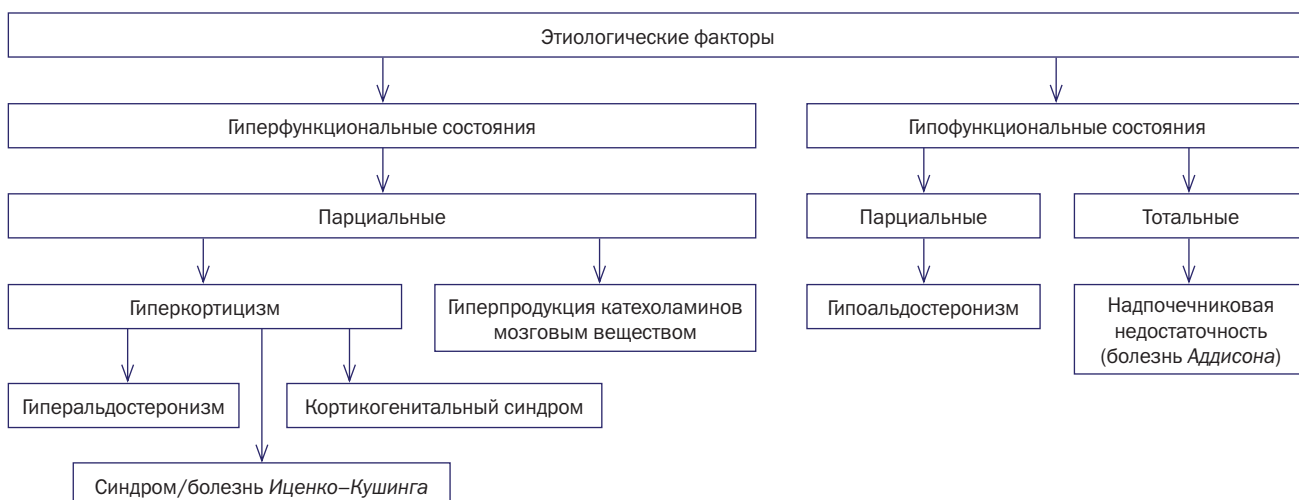 Этиологические факторы
Гиперфункциональные состояния
Гипофункциональные состояния
Парциальные
Парциальные
Тотальные
Гиперкортицизм
Гиперпродукция катехоламинов
мозговым веществом
Гипоальдостеронизм
Надпочечниковая
недостаточность
(болезнь Аддисона)
Гиперальдостеронизм
Кортикогенитальный синдром
Синдром/болезнь Иценко–Кушинга